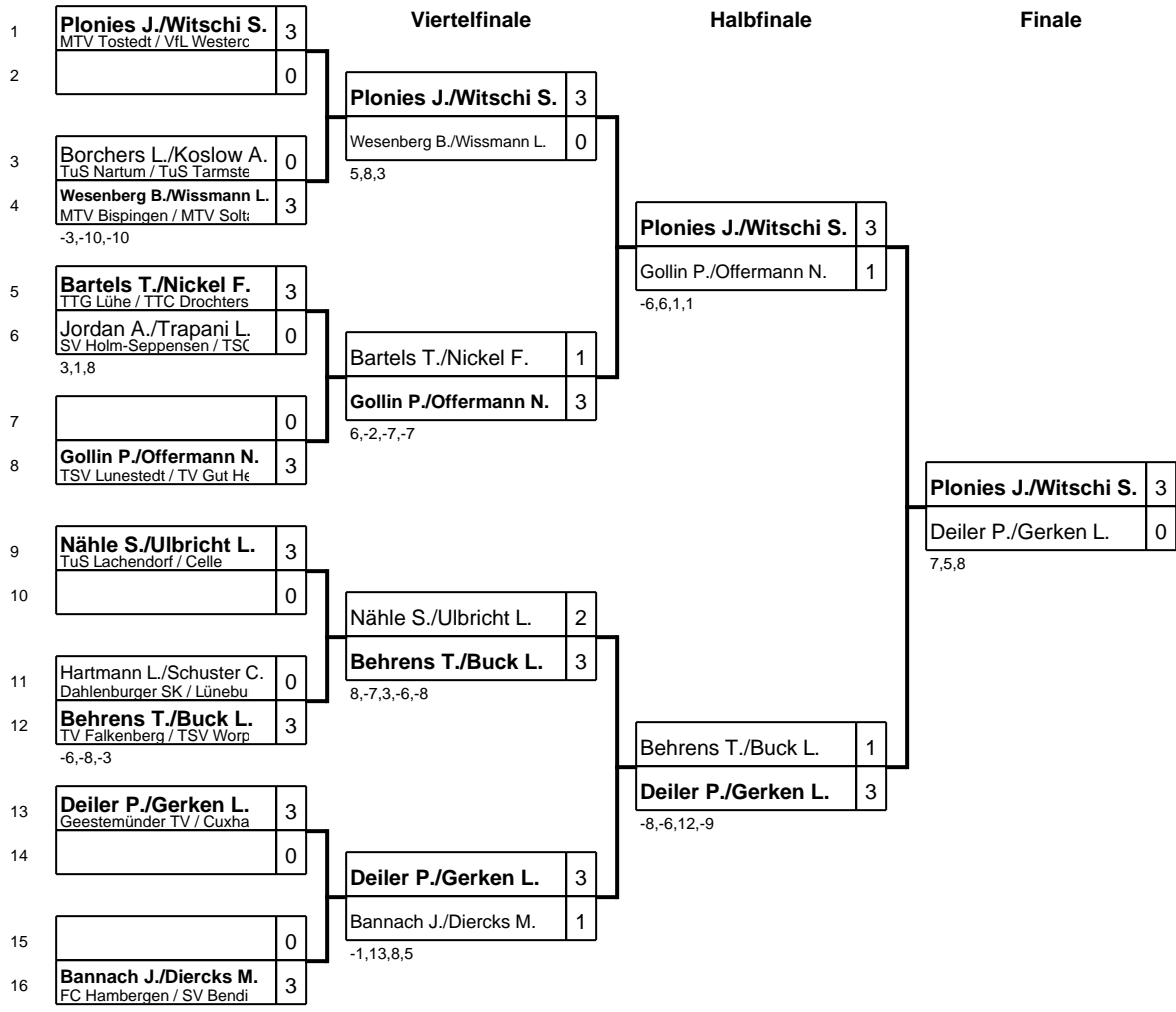 Viertelfinale Halbfinale Finale
1 Plonies J./Witschi S. 3
MTV Tostedt / VfL Westerc
2 0
3 Borchers L./Koslow A. 0
TuS Nartum / TuS Tarmste
4 Wesenberg B./Wissmann L. 3
MTV Bispingen / MTV Solta
-3,-10,-10
5 Bartels T./Nickel F. 3
TTG Lühe / TTC Drochters
6 Jordan A./Trapani L. 0
SV Holm-Seppensen / TSC
3,1,8
7 0
8 Gollin P./Offermann N. 3
TSV Lunestedt / TV Gut He
9 Nähle S./Ulbricht L. 3
TuS Lachendorf / Celle
10 0
11 Hartmann L./Schuster C. 0
Dahlenburger SK / Lünebu
12 Behrens T./Buck L. 3
TV Falkenberg / TSV Worp
-6,-8,-3
13 Deiler P./Gerken L. 3
Geestemünder TV / Cuxha
14 0
15 0
16 Bannach J./Diercks M. 3
FC Hambergen / SV Bendi
Plonies J./Witschi S. 3
Wesenberg B./Wissmann L. 0
5,8,3
Bartels T./Nickel F. 1
Gollin P./Offermann N. 3
6,-2,-7,-7
Nähle S./Ulbricht L. 2
Behrens T./Buck L. 3
8,-7,3,-6,-8
Deiler P./Gerken L. 3
Bannach J./Diercks M. 1
-1,13,8,5
Plonies J./Witschi S. 3
Gollin P./Offermann N. 1
-6,6,1,1
Behrens T./Buck L. 1
Deiler P./Gerken L. 3
-8,-6,12,-9
Plonies J./Witschi S. 3
Deiler P./Gerken L. 0
7,5,8